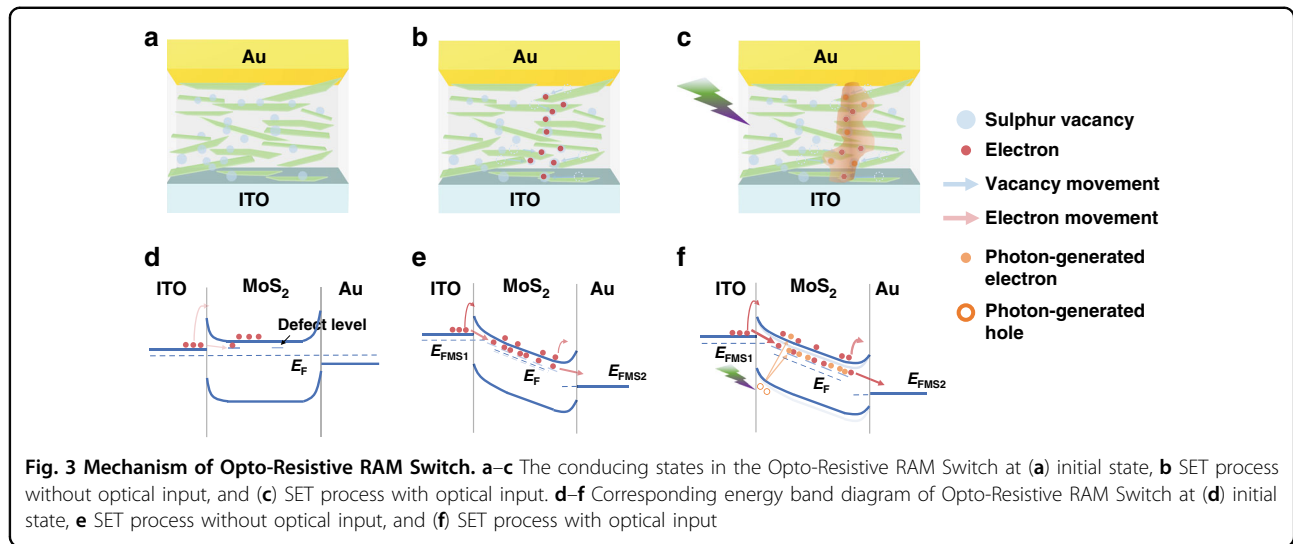 a
b
c
Au
Au
Au
ITO
ITO
ITO
Sulphur vacancy
Electron
Vacancy movement
Electron movement
Photon-generated
electron
Photon-generated
hole
d
e
f
ITO
MoS2
Au
Defect level
EF
ITO
MoS2
Au
EFMS1
EF
EFMS2
ITO
MoS2
Au
EFMS1
EF
EFMS2
Fig. 3 Mechanism of Opto-Resistive RAM Switch. a–c The conducing states in the Opto-Resistive RAM Switch at (a) initial state, b SET process
without optical input, and (c) SET process with optical input. d–f Corresponding energy band diagram of Opto-Resistive RAM Switch at (d) initial
state, e SET process without optical input, and (f) SET process with optical input